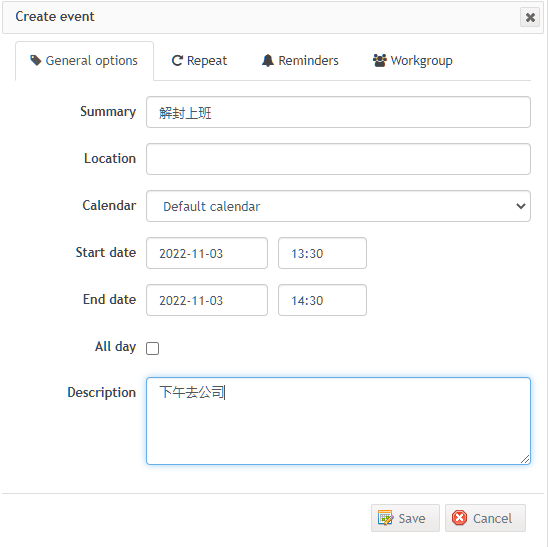 Create event
General options Repeat Reminders Workgroup
Summary 解封上班
Location
Calendar Default calendar
Start date 2022-11-03 13:30
End date 2022-11-03 14:30
All day
Description 下午去公司
Save Cancel